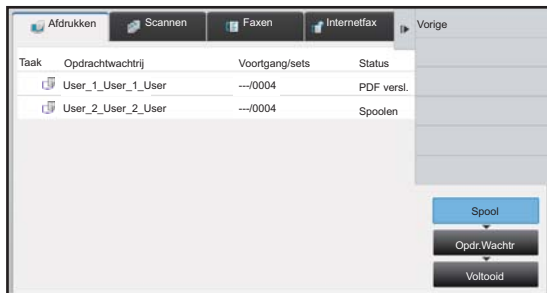 Afdrukken Scannen Faxen Internetfax Vorige
Taak Opdrachtwachtrij Voortgang/sets Status
User_1_User_1_User ---/0004 PDF versl.
User_2_User_2_User ---/0004 Spoolen
Spool
Opdr.Wachtr
Voltooid